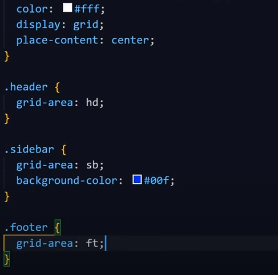 color: #fff;
display: grid;
place-content: center;
}
.header {
grid-area: hd;
}
.sidebar {
grid-area: sb;
background-color: #00f;
}
.footer {
grid-area: ft;
}